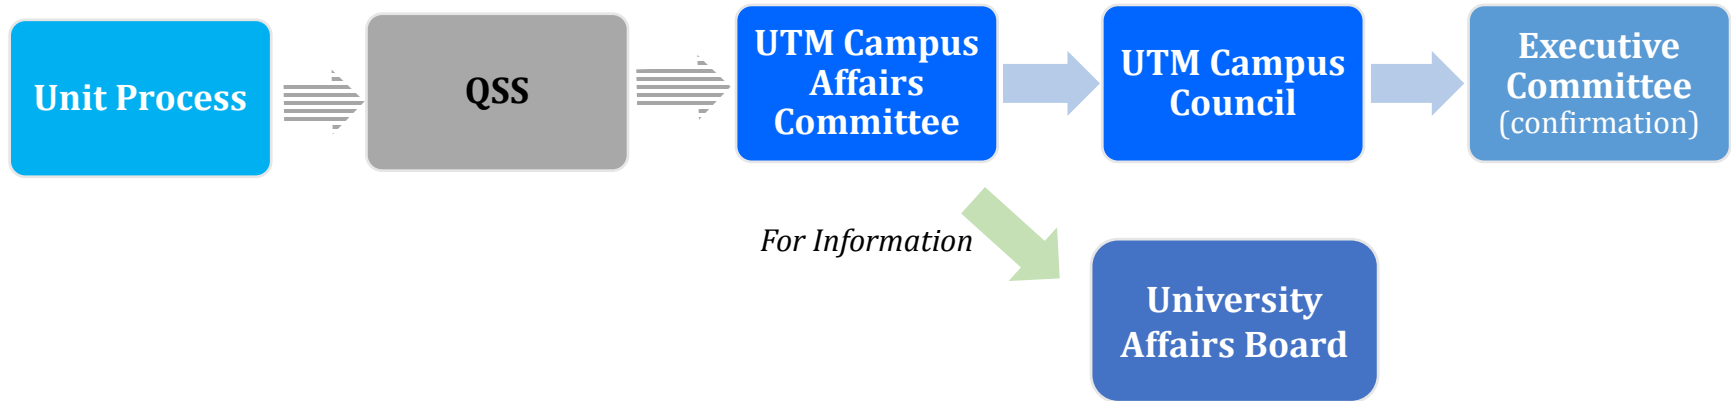 Unit Process
QSS
UTM Campus
Affairs
Committee
UTM Campus
Council
Executive
Committee
(confirmation)
For Information
University
Affairs Board